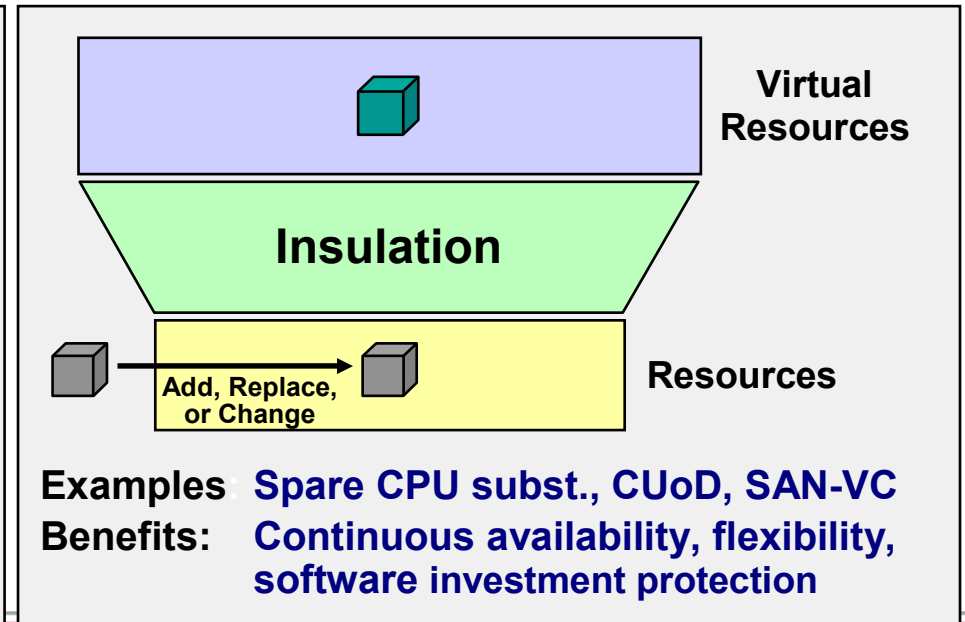 Virtual
Resources
Insulation
Add, Replace,
or Change
Resources
Examples: Spare CPU subst., CUoD, SAN-VC
Benefits: Continuous availability, flexibility,
software investment protection